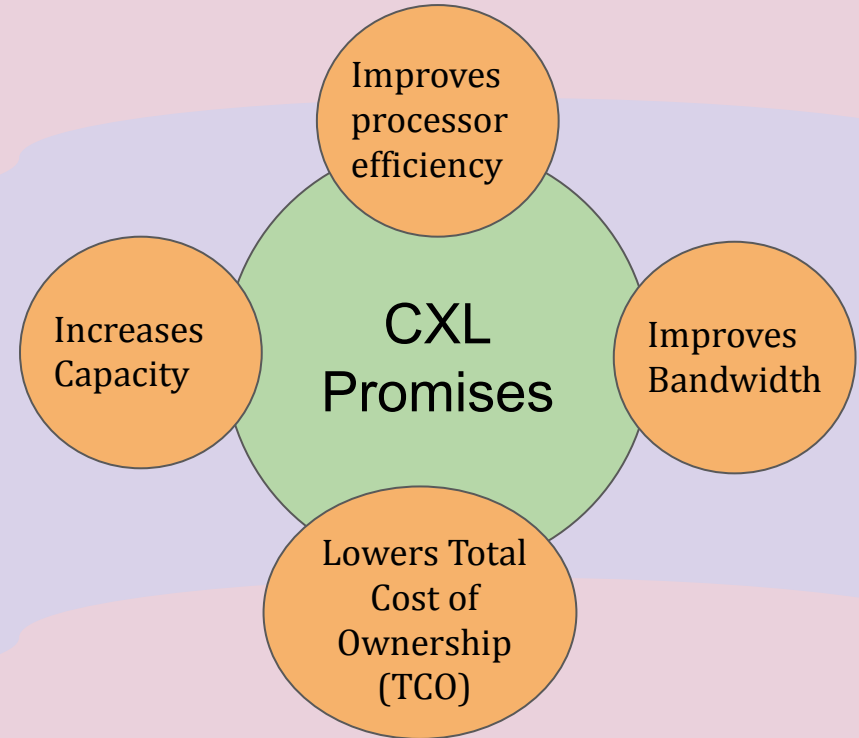 Improves
processor
efficiency
Increases
Capacity
CXL
Promises
Improves
Bandwidth
Lowers Total
Cost of
Ownership
(TCO)